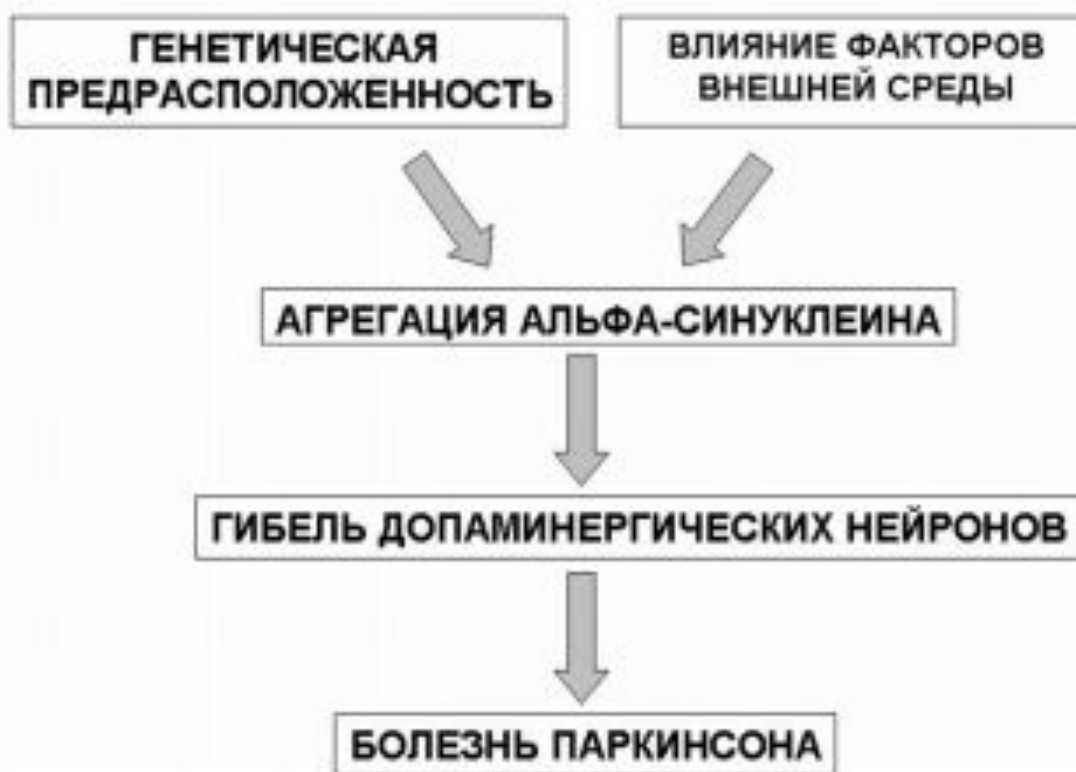 ГЕНЕТИЧЕСКАЯ
ПРЕДРАСПОЛОЖЕННОСТЬ
ВЛИЯНИЕ ФАКТОРОВ
ВНЕШНЕЙ СРЕДЫ
АГРЕГАЦИЯ АЛЬФА-СИНУКЛЕИНА
ГИБЕЛЬ ДОПАМИНЕРГИЧЕСКИХ НЕЙРОНОВ
БОЛЕЗНЬ ПАРКИНСОНА